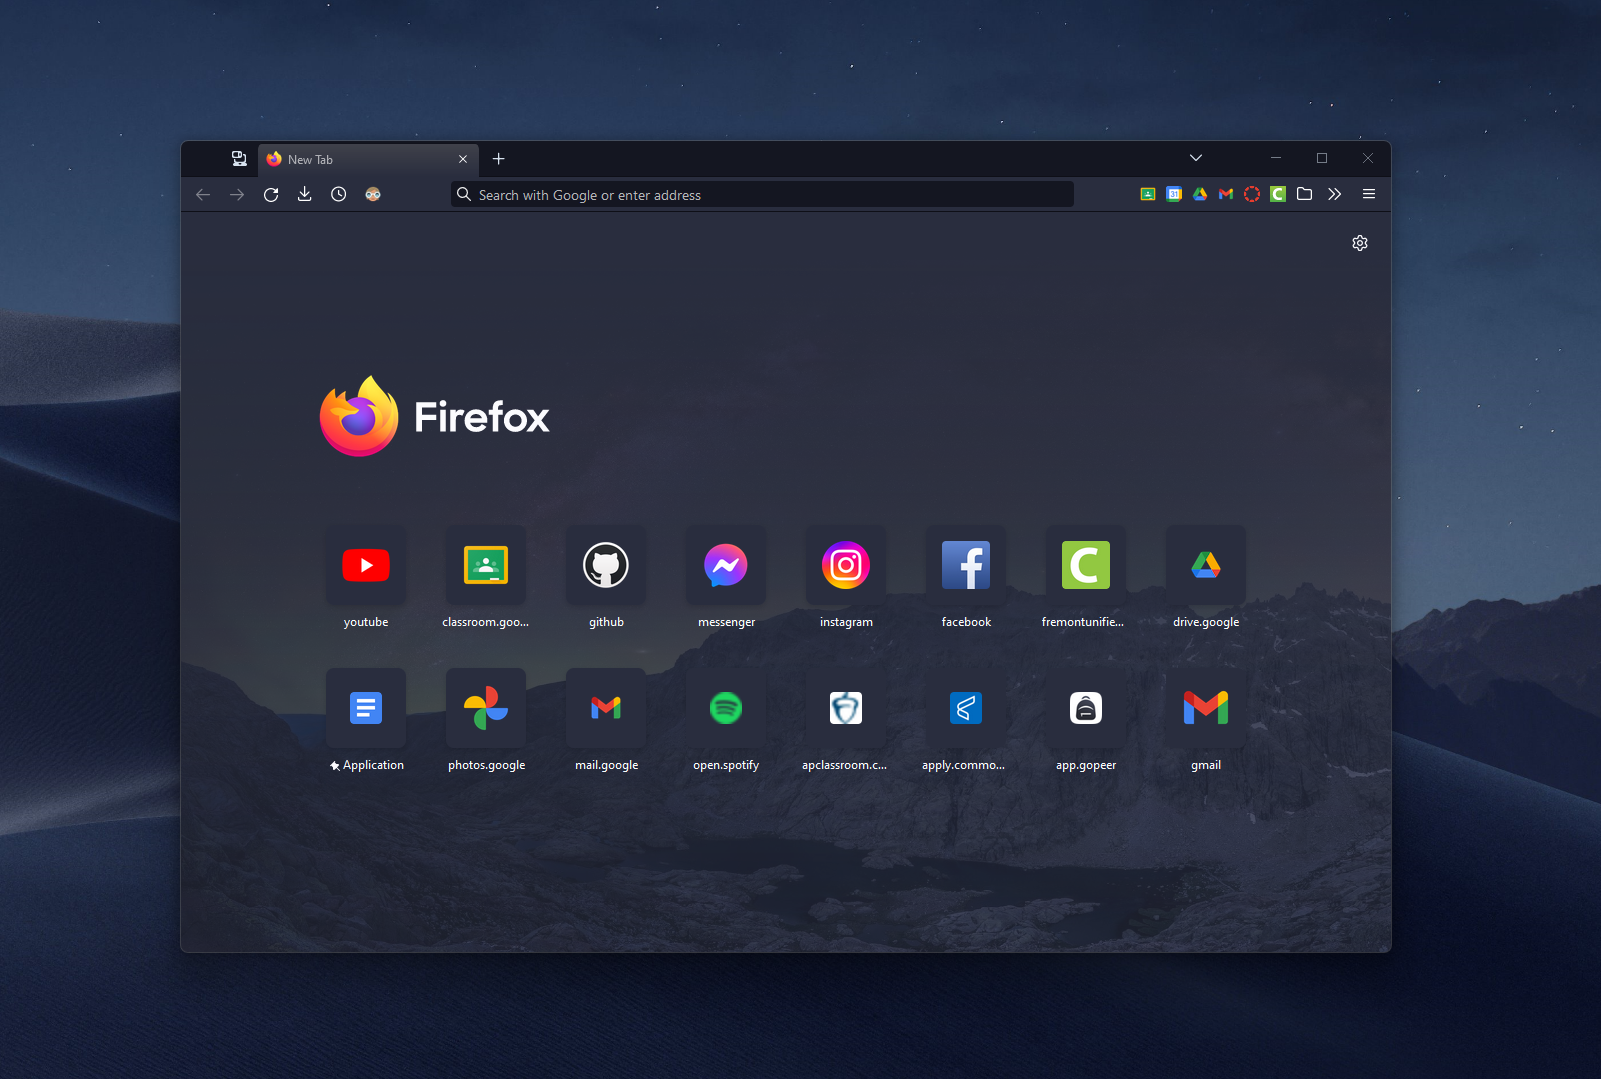 New Tab
Search with Google or enter address
31
Firefox
youtube
classroom.goo...
github
messenger
instagram
facebook
fremontunifie...
drive.google
Application
photos.google
mail.google
open.spotify
apclassroom.c...
apply.commo...
app.gopeer
gmail